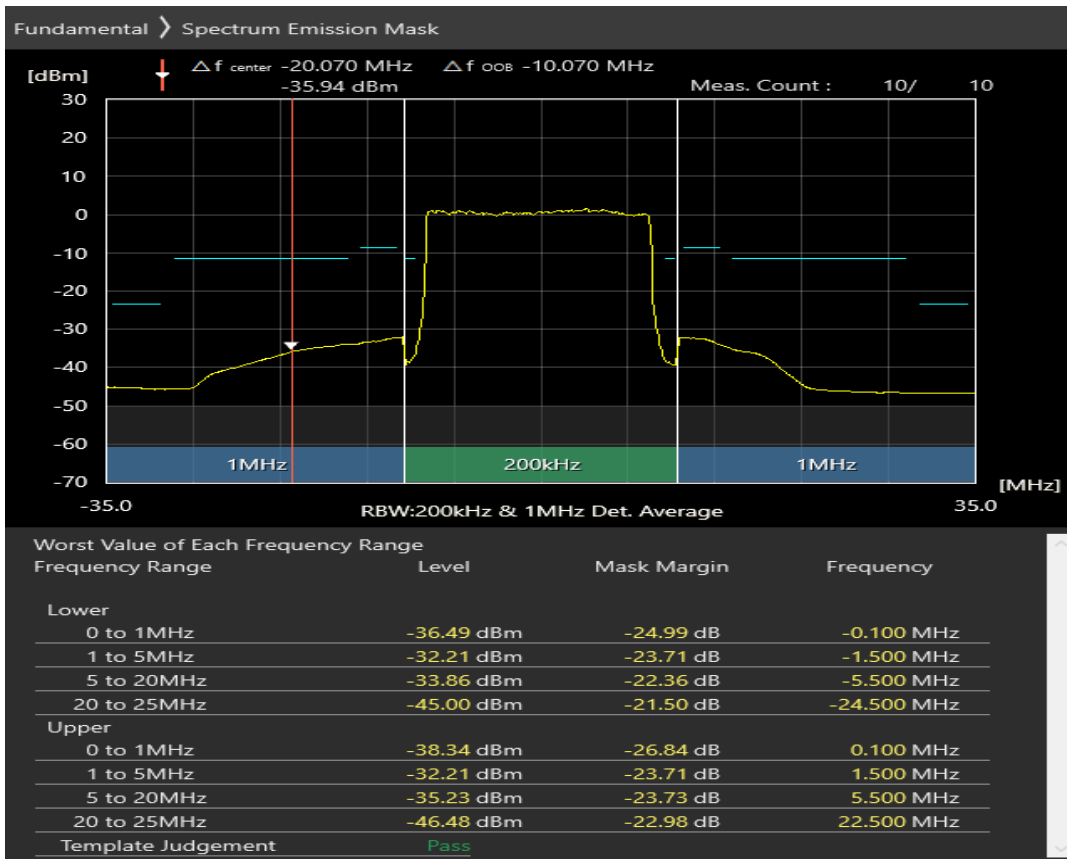 Fundamental ❯ Spectrum Emission Mask
△f center -20.070 MHz △f OOB -10.070 MHz
[dBm] -35.94 dBm Meas. Count : 10/ 10
30
20
10
0
-10
-20
-30
-40
-50
-60
1MHz 200kHz 1MHz
-70
[MHz]
-35.0 RBW:200kHz & 1MHz Det. Average 35.0
Worst Value of Each Frequency Range
Frequency Range Level Mask Margin Frequency
Lower
0 to 1MHz -36.49 dBm -24.99 dB -0.100 MHz
1 to 5MHz -32.21 dBm -23.71 dB -1.500 MHz
5 to 20MHz -33.86 dBm -22.36 dB -5.500 MHz
20 to 25MHz -45.00 dBm -21.50 dB -24.500 MHz
Upper
0 to 1MHz -38.34 dBm -26.84 dB 0.100 MHz
1 to 5MHz -32.21 dBm -23.71 dB 1.500 MHz
5 to 20MHz -35.23 dBm -23.73 dB 5.500 MHz
20 to 25MHz -46.48 dBm -22.98 dB 22.500 MHz
Template Judgement Pass